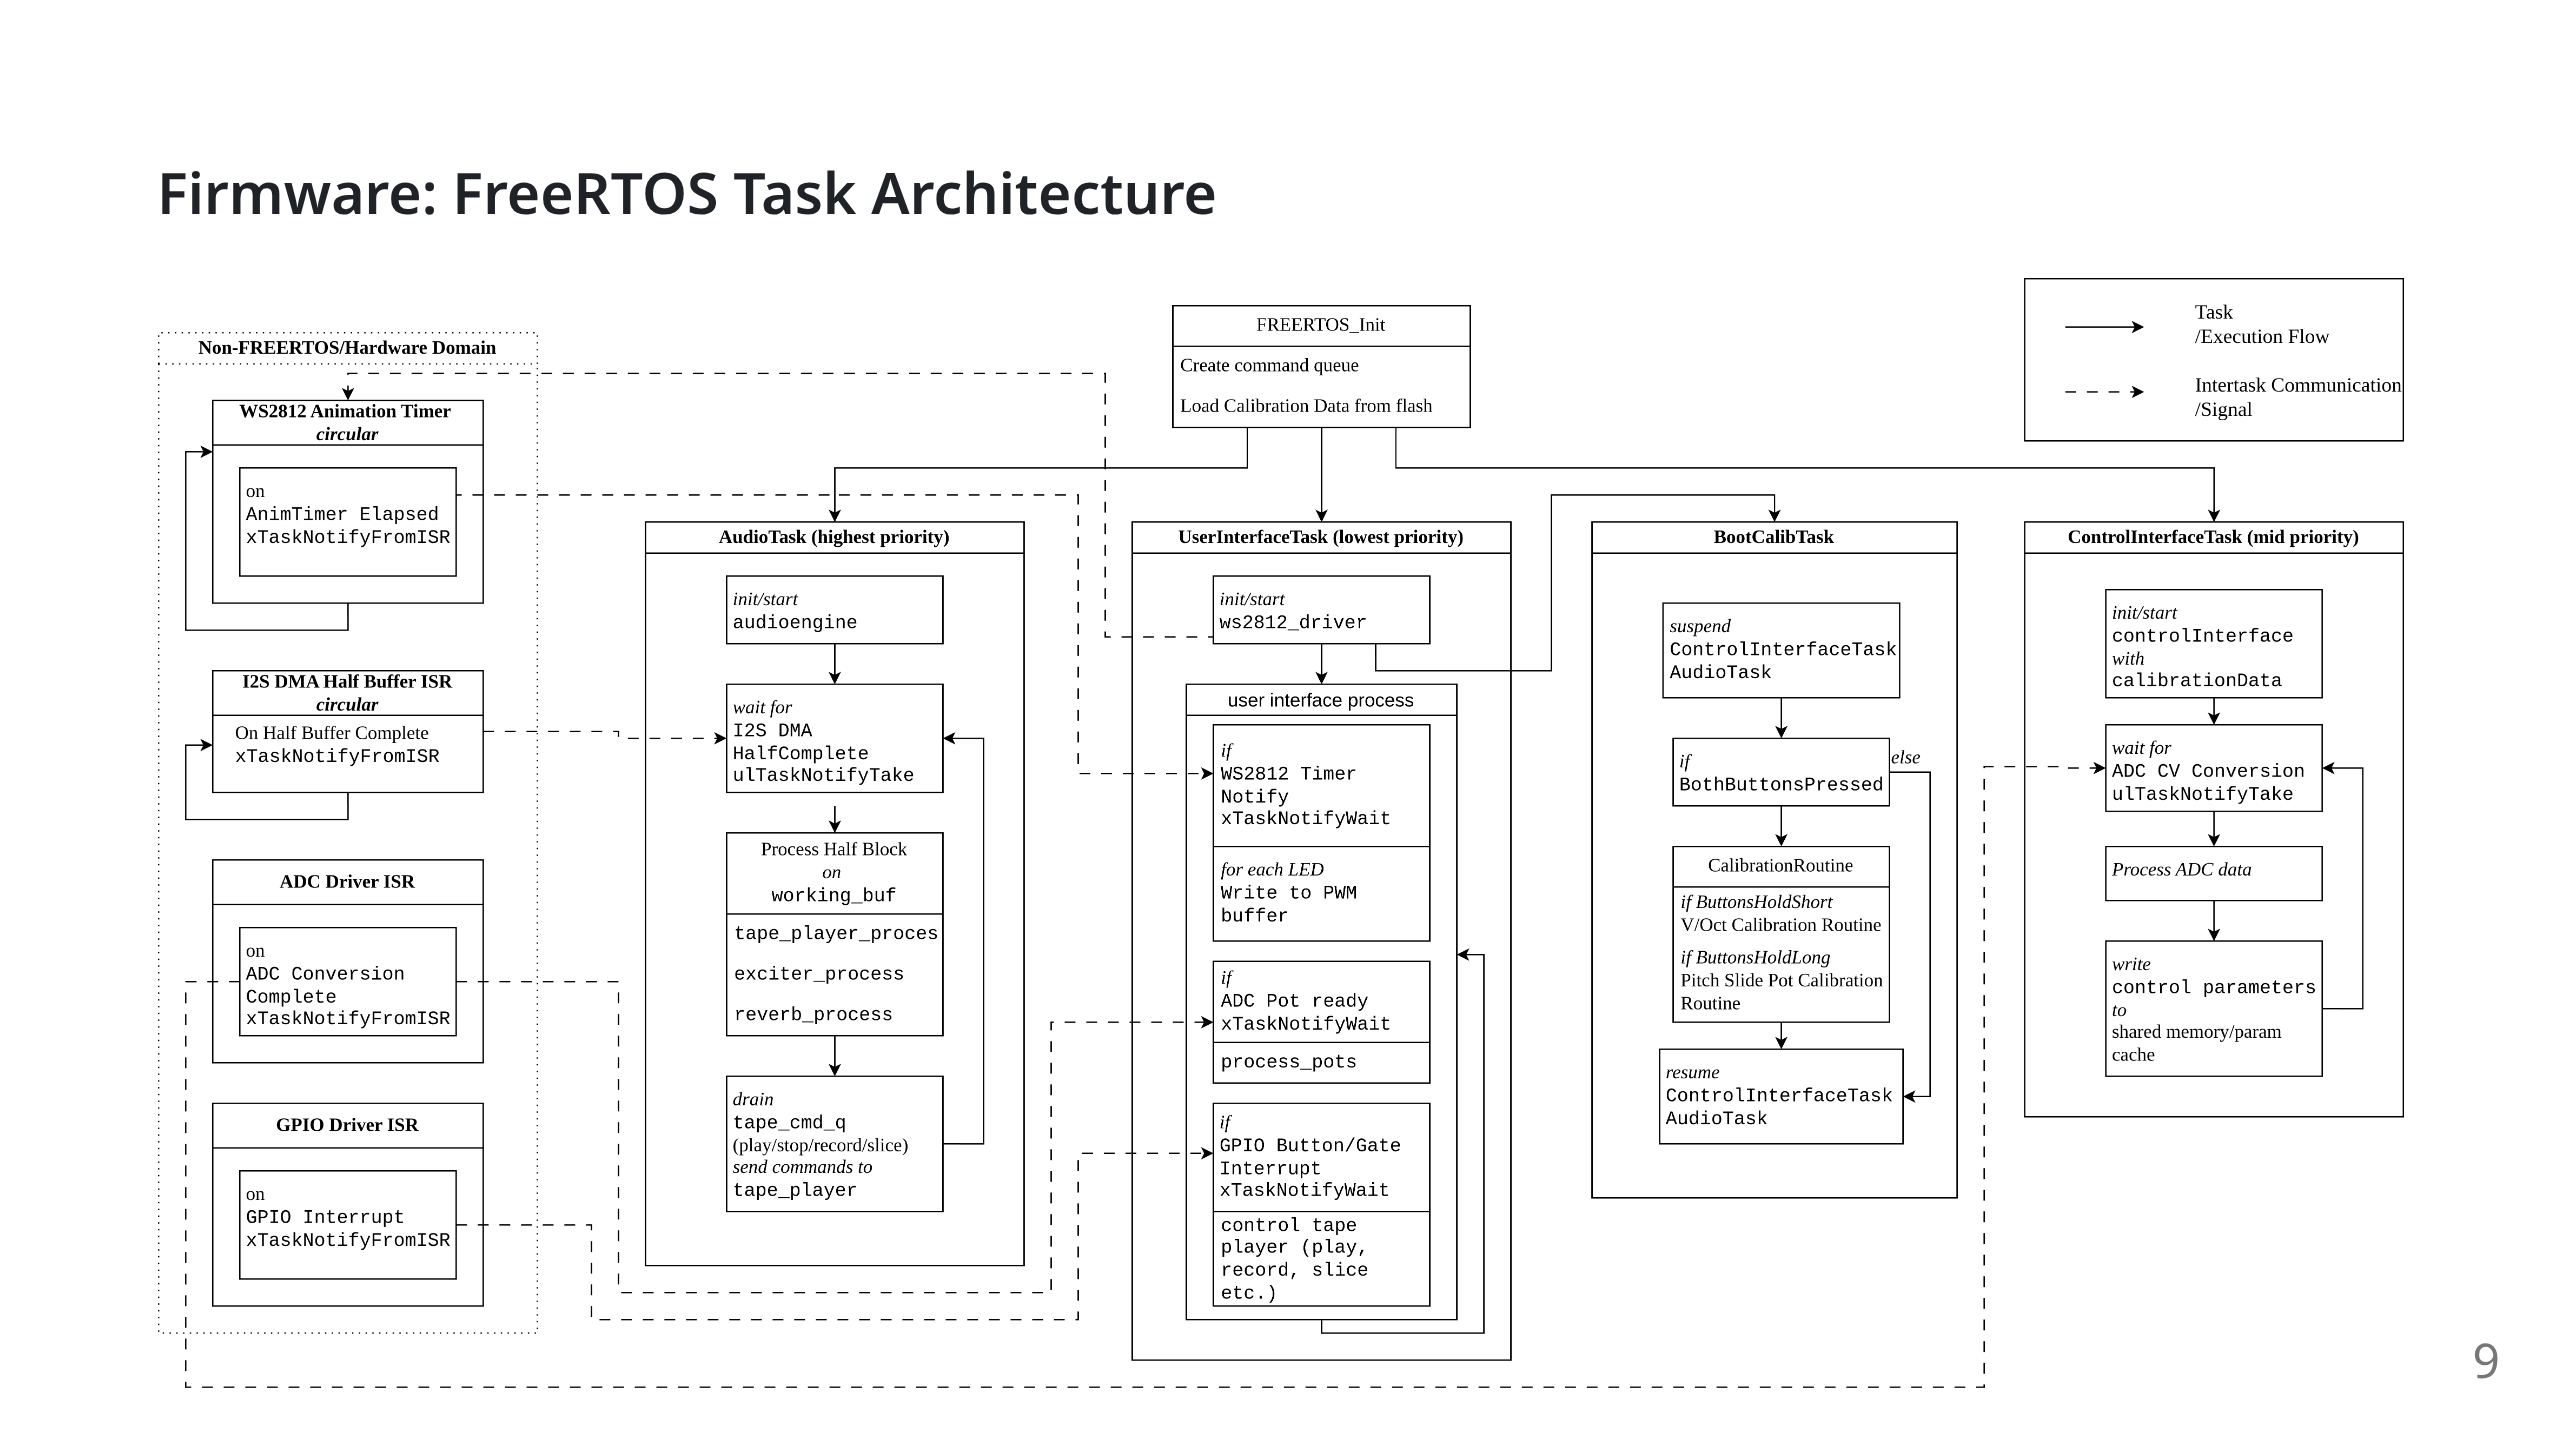 Firmware: FreeRTOS Task Architecture
Task
/Execution Flow
Intertask Communication
/Signal
FREERTOS_Init
Create command queue
Load Calibration Data from flash
Non-FREERTOS/Hardware Domain
WS2812 Animation Timer
circular
on
AnimTimer Elapsed
xTaskNotifyFromISR
I2S DMA Half Buffer ISR
circular
On Half Buffer Complete
xTaskNotifyFromISR
ADC Driver ISR
on
ADC Conversion
Complete
xTaskNotifyFromISR
GPIO Driver ISR
on
GPIO Interrupt
xTaskNotifyFromISR
AudioTask (highest priority)
init/start
audioengine
wait for
I2S DMA
HalfComplete
ulTaskNotifyTake
Process Half Block
on
working_buf
tape_player_proces
exciter_process
reverb_process
drain
tape_cmd_q
(play/stop/record/slice)
send commands to
tape_player
UserInterfaceTask (lowest priority)
init/start
ws2812_driver
user interface process
if
WS2812 Timer
Notify
xTaskNotifyWait
for each LED
Write to PWM
buffer
if
ADC Pot ready
xTaskNotifyWait
process_pots
if
GPIO Button/Gate
Interrupt
xTaskNotifyWait
control tape
player (play,
record, slice
etc.)
BootCalibTask
suspend
ControlInterfaceTask
AudioTask
if
BothButtonsPressed
else
CalibrationRoutine
if ButtonsHoldShort
V/Oct Calibration Routine
if ButtonsHoldLong
Pitch Slide Pot Calibration
Routine
resume
ControlInterfaceTask
AudioTask
ControlInterfaceTask (mid priority)
init/start
controlInterface
with
calibrationData
wait for
ADC CV Conversion
ulTaskNotifyTake
Process ADC data
write
control parameters
to
shared memory/param
cache
9